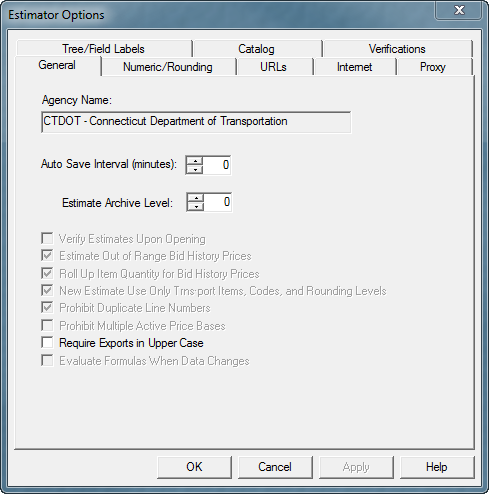 Estimator Options
Tree/Field Labels
Catalog
Verifications
General
Numeric/Rounding
URLs
Internet
Proxy
Agency Name:
CTDOT - Connecticut Department of Transportation
Auto Save Interval (minutes): 0
Estimate Archive Level: 0
Verify Estimates Upon Opening
Estimate Out of Range Bid History Prices
Roll Up Item Quantity for Bid History Prices
New Estimate Use Only Trns·port Items, Codes, and Rounding Levels
Prohibit Duplicate Line Numbers
Prohibit Multiple Active Price Bases
Require Exports in Upper Case
Evaluate Formulas When Data Changes
OK
Cancel
Apply
Help